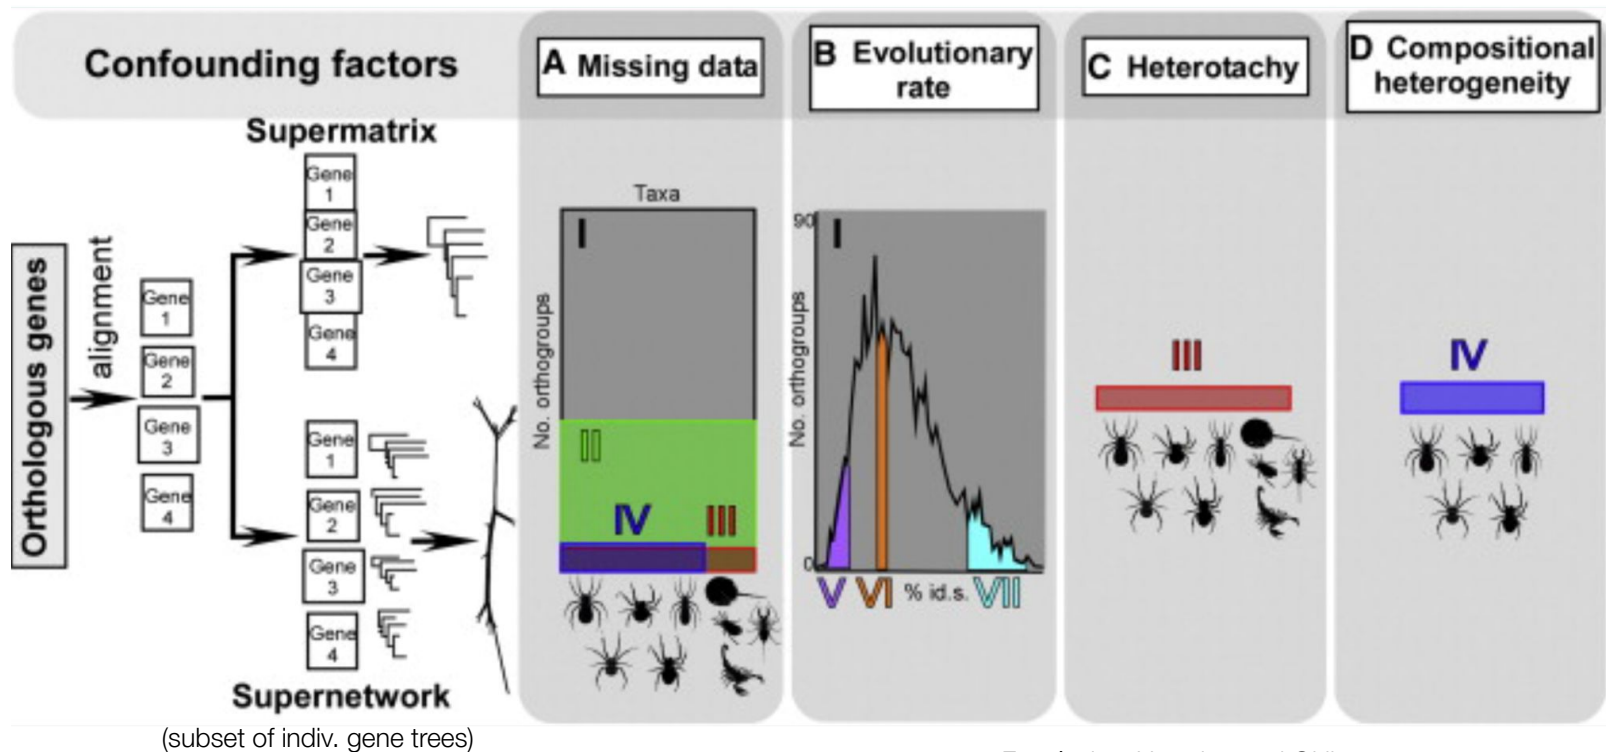 Confounding factors
Supermatrix
Orthologous genes
alignment
Gene
1
Gene
2
Gene
3
Gene
4
Gene
1
Gene
2
Gene
3
Gene
4
Gene
1
Gene
2
Gene
3
Gene
4
Supernetwork
(subset of indiv. gene trees)
A Missing data
Taxa
No. orthogroups
I
II
IV III
B Evolutionary
rate
90
I
No. orthogroups
0
V VI % id.s. VII
C Heterotachy
III
D Compositional
heterogeneity
IV